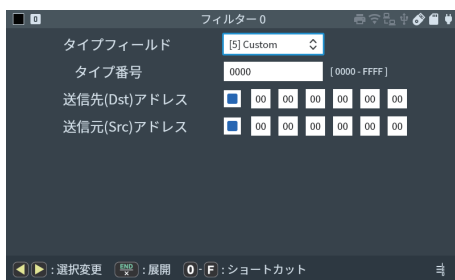 0 フィルター 0
タイプフィールド [5] Custom
タイプ番号 0000 [ 0000 - FFFF ]
送信先(Dst)アドレス 00 00 00 00 00 00
送信元(Src)アドレス 00 00 00 00 00 00
:選択変更 END × :展開 0 - F :ショートカット